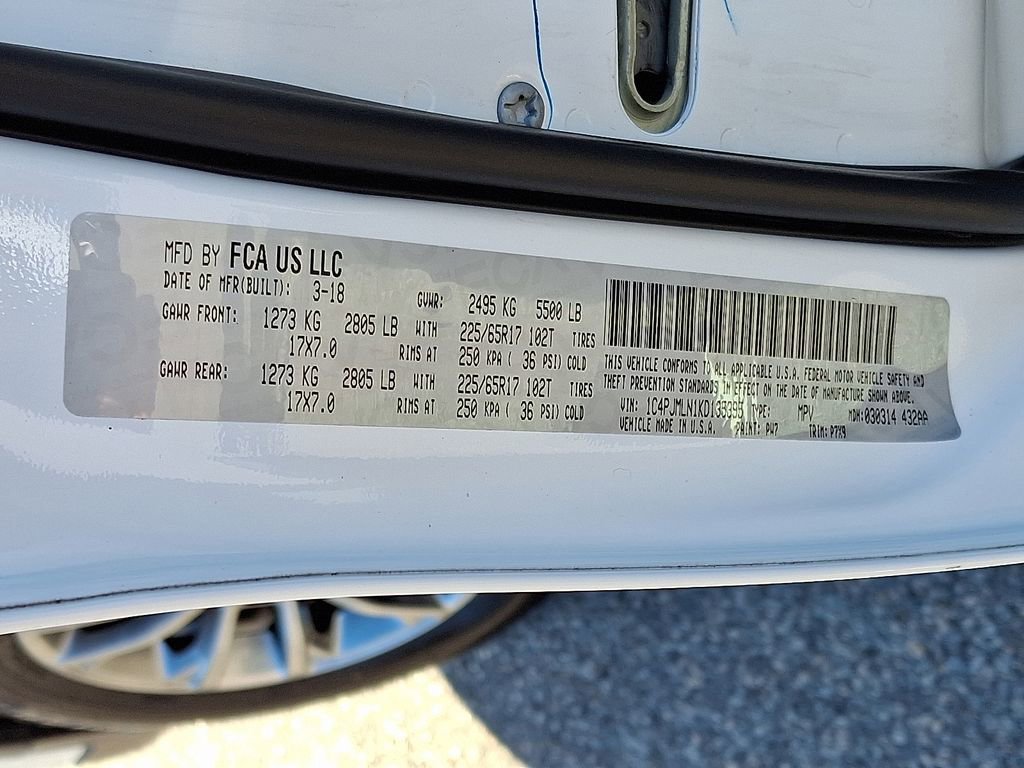 MFD BY FCA US LLC
DATE OF MFR(BUILT): 3-18 GVWR: 2495 KG 5500 LB
GAWR FRONT: 1273 KG 2805 LB WITH 225/65R17 102T TIRES
17X7.0 RIMS AT 250 KPA ( 36 PSI) COLD
GAWR REAR: 1273 KG 2805 LB WITH 225/65R17 102T TIRES
17X7.0 RIMS AT 250 KPA ( 36 PSI) COLD
THIS VEHICLE CONFORMS TO ALL APPLICABLE U.S.A. FEDERAL MOTOR VEHICLE SAFETY AND
THEFT PREVENTION STANDARDS IN EFFECT ON THE DATE OF MANUFACTURE SHOWN ABOVE.
VIN: TYPE: MPV MDH: 030314 432AA
VEHICLE MADE IN U.S.A. PAINT: PW7 TRIM: P7X9